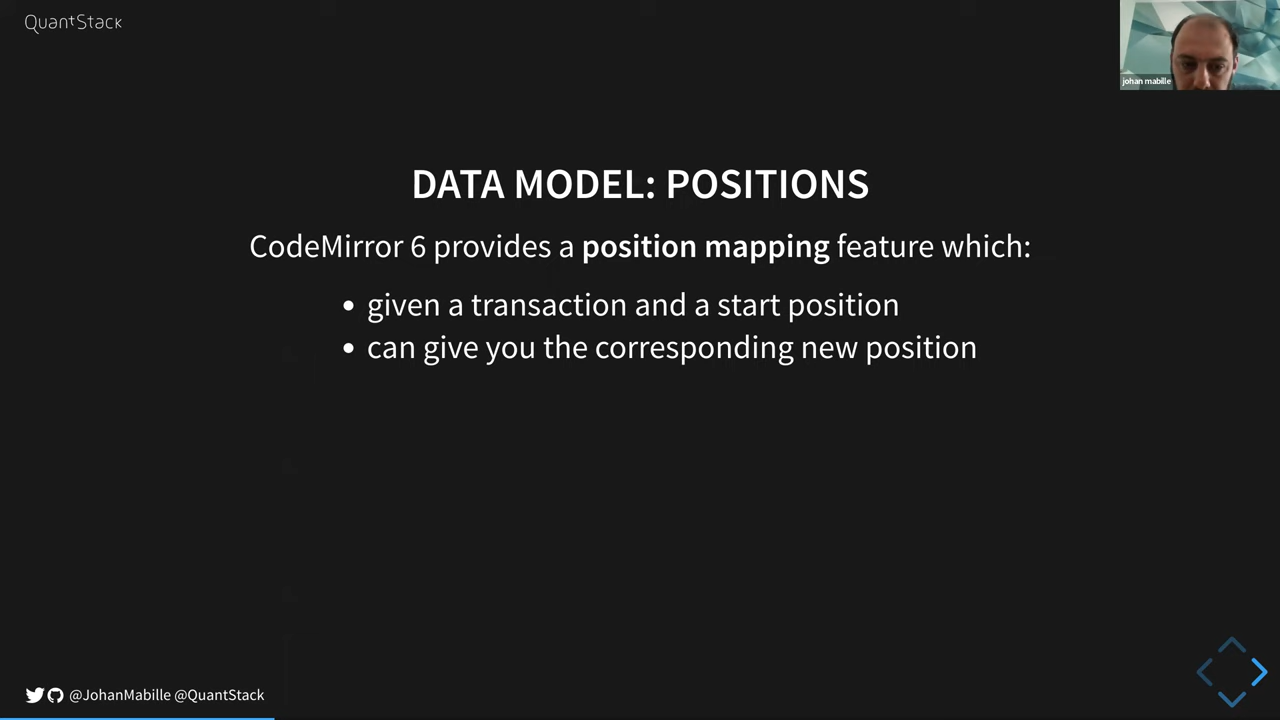 QuantStack
johan mabille
DATA MODEL: POSITIONS
CodeMirror 6 provides a position mapping feature which:
• given a transaction and a start position
• can give you the corresponding new position
@JohanMabille @QuantStack